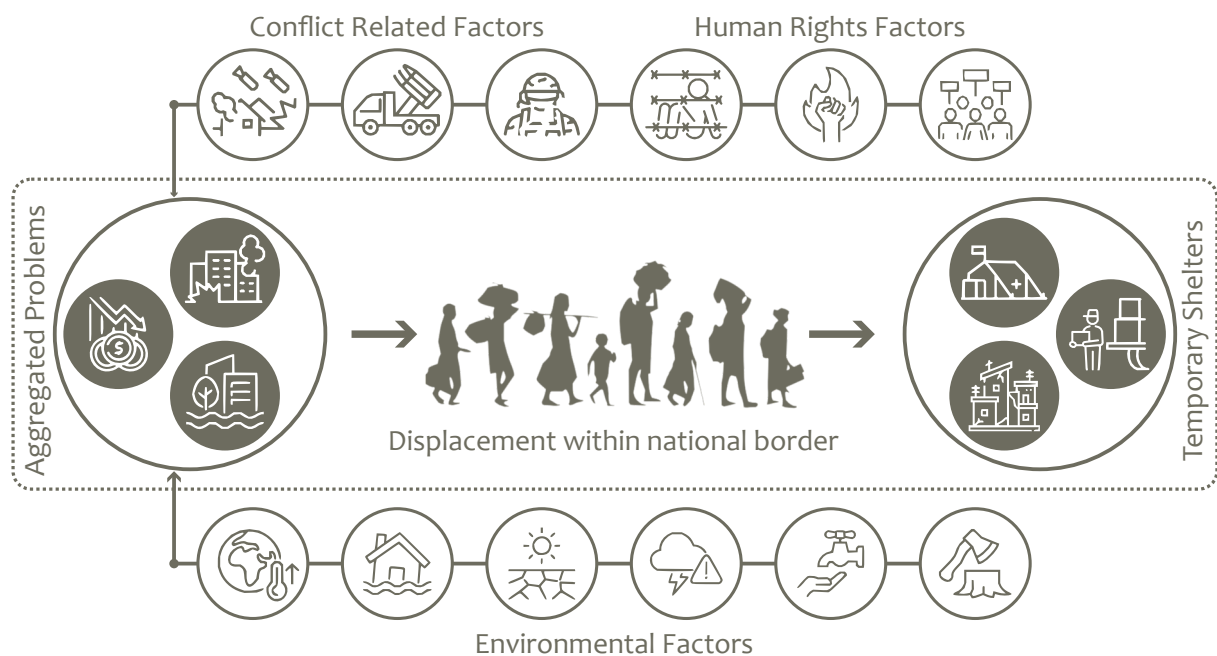 Conflict Related Factors
Human Rights Factors
Aggregated Problems
$
Displacement within national border
Temporary Shelters
Environmental Factors